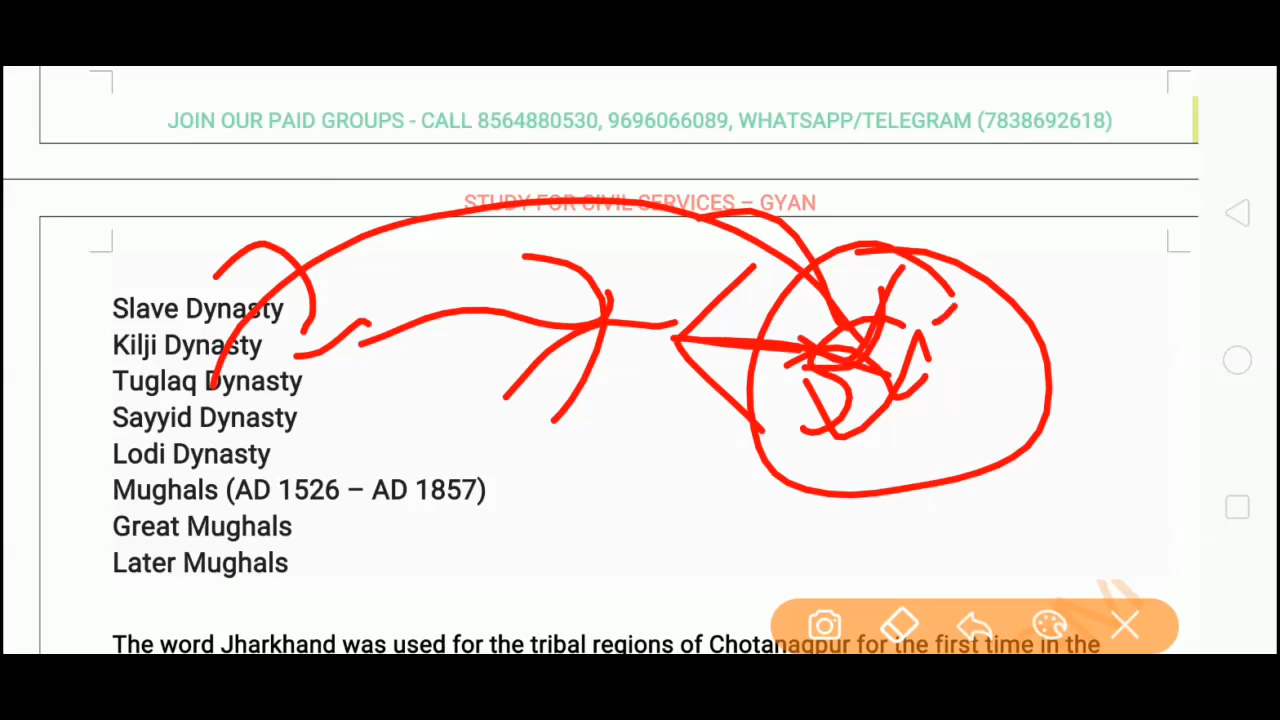 JOIN OUR PAID GROUPS - CALL 8564880530, 9696066089, WHATSAPP/TELEGRAM (7838692618)
STUDY FOR CIVIL SERVICES – GYAN
Slave Dynasty
Kilji Dynasty
Tuglaq Dynasty
Sayyid Dynasty
Lodi Dynasty
Mughals (AD 1526 – AD 1857)
Great Mughals
Later Mughals
The word Jharkhand was used for the tribal regions of Chotanagpur for the first time in the